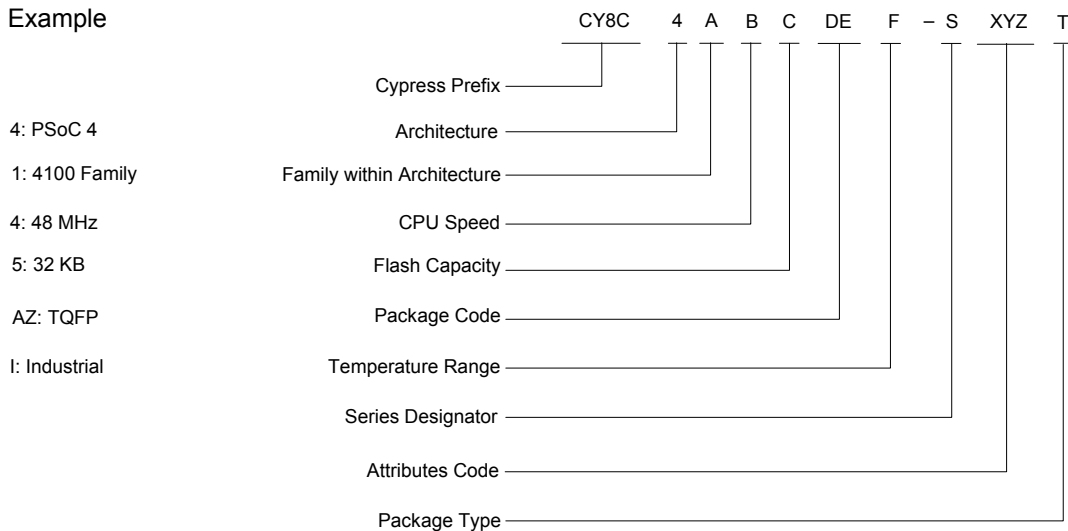 Example
CY8C 4 A B C DE F – S XYZ T
Cypress Prefix
4: PSoC 4 Architecture
1: 4100 Family Family within Architecture
4: 48 MHz CPU Speed
5: 32 KB Flash Capacity
AZ: TQFP Package Code
I: Industrial Temperature Range
Series Designator
Attributes Code
Package Type